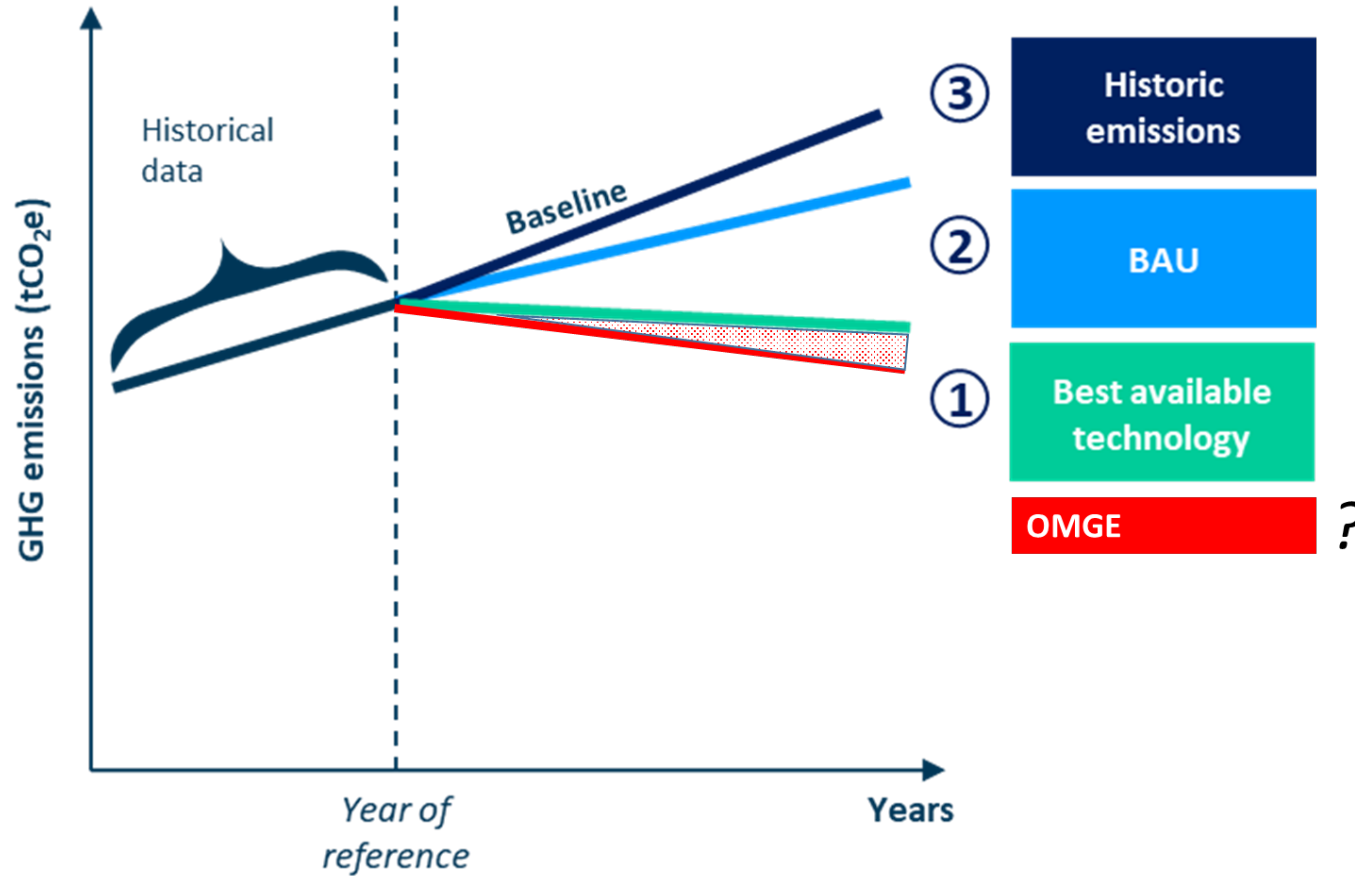 Historical
data
GHG emissions (tCO₂e)
Baseline
Year of
reference
Years
③
Historic
emissions
②
BAU
①
Best available
technology
OMGE
?